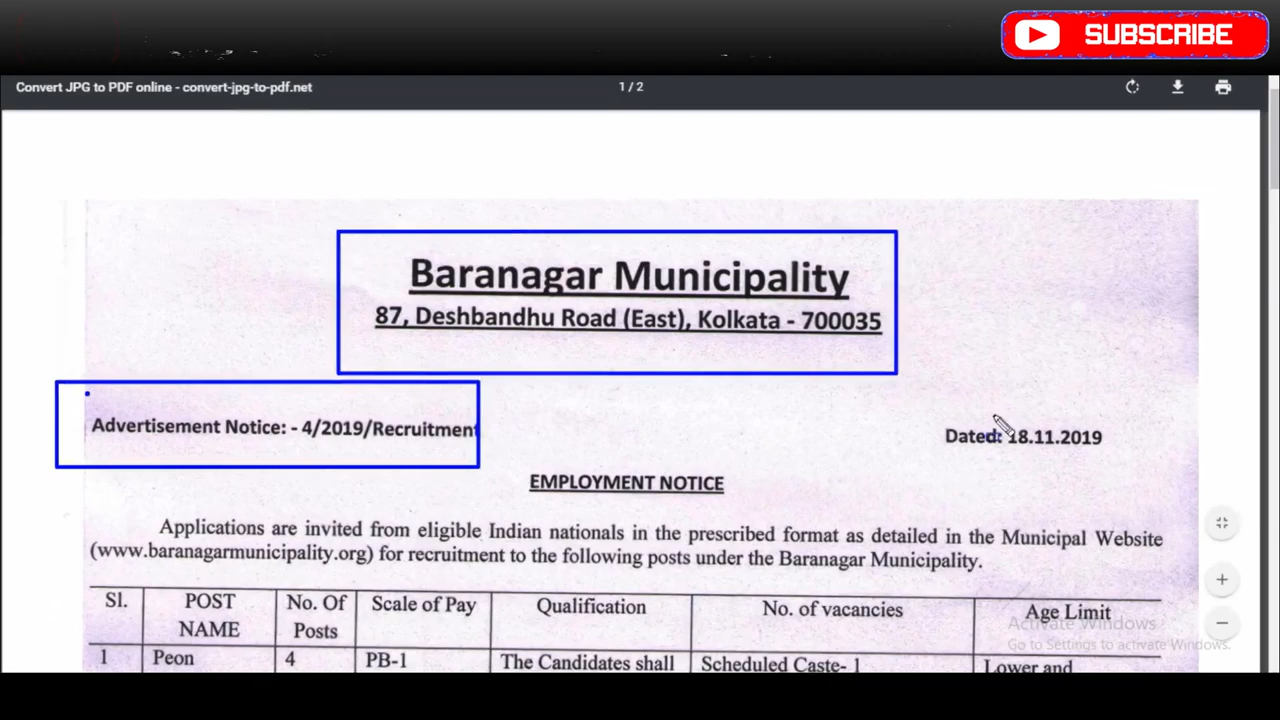 SUBSCRIBE
Convert JPG to PDF online - convert-jpg-to-pdf.net
1 / 2
Baranagar Municipality
87, Deshbandhu Road (East), Kolkata - 700035
Advertisement Notice: - 4/2019/Recruitment
Dated: 18.11.2019
EMPLOYMENT NOTICE
Applications are invited from eligible Indian nationals in the prescribed format as detailed in the Municipal Website
(www.baranagarmunicipality.org) for recruitment to the following posts under the Baranagar Municipality.
Sl. POST NAME No. Of Posts Scale of Pay Qualification No. of vacancies Age Limit
1 Peon 4 PB-1 The Candidates shall Scheduled Caste- 1 Lower and
Activate Windows
Go to Settings to activate Windows.